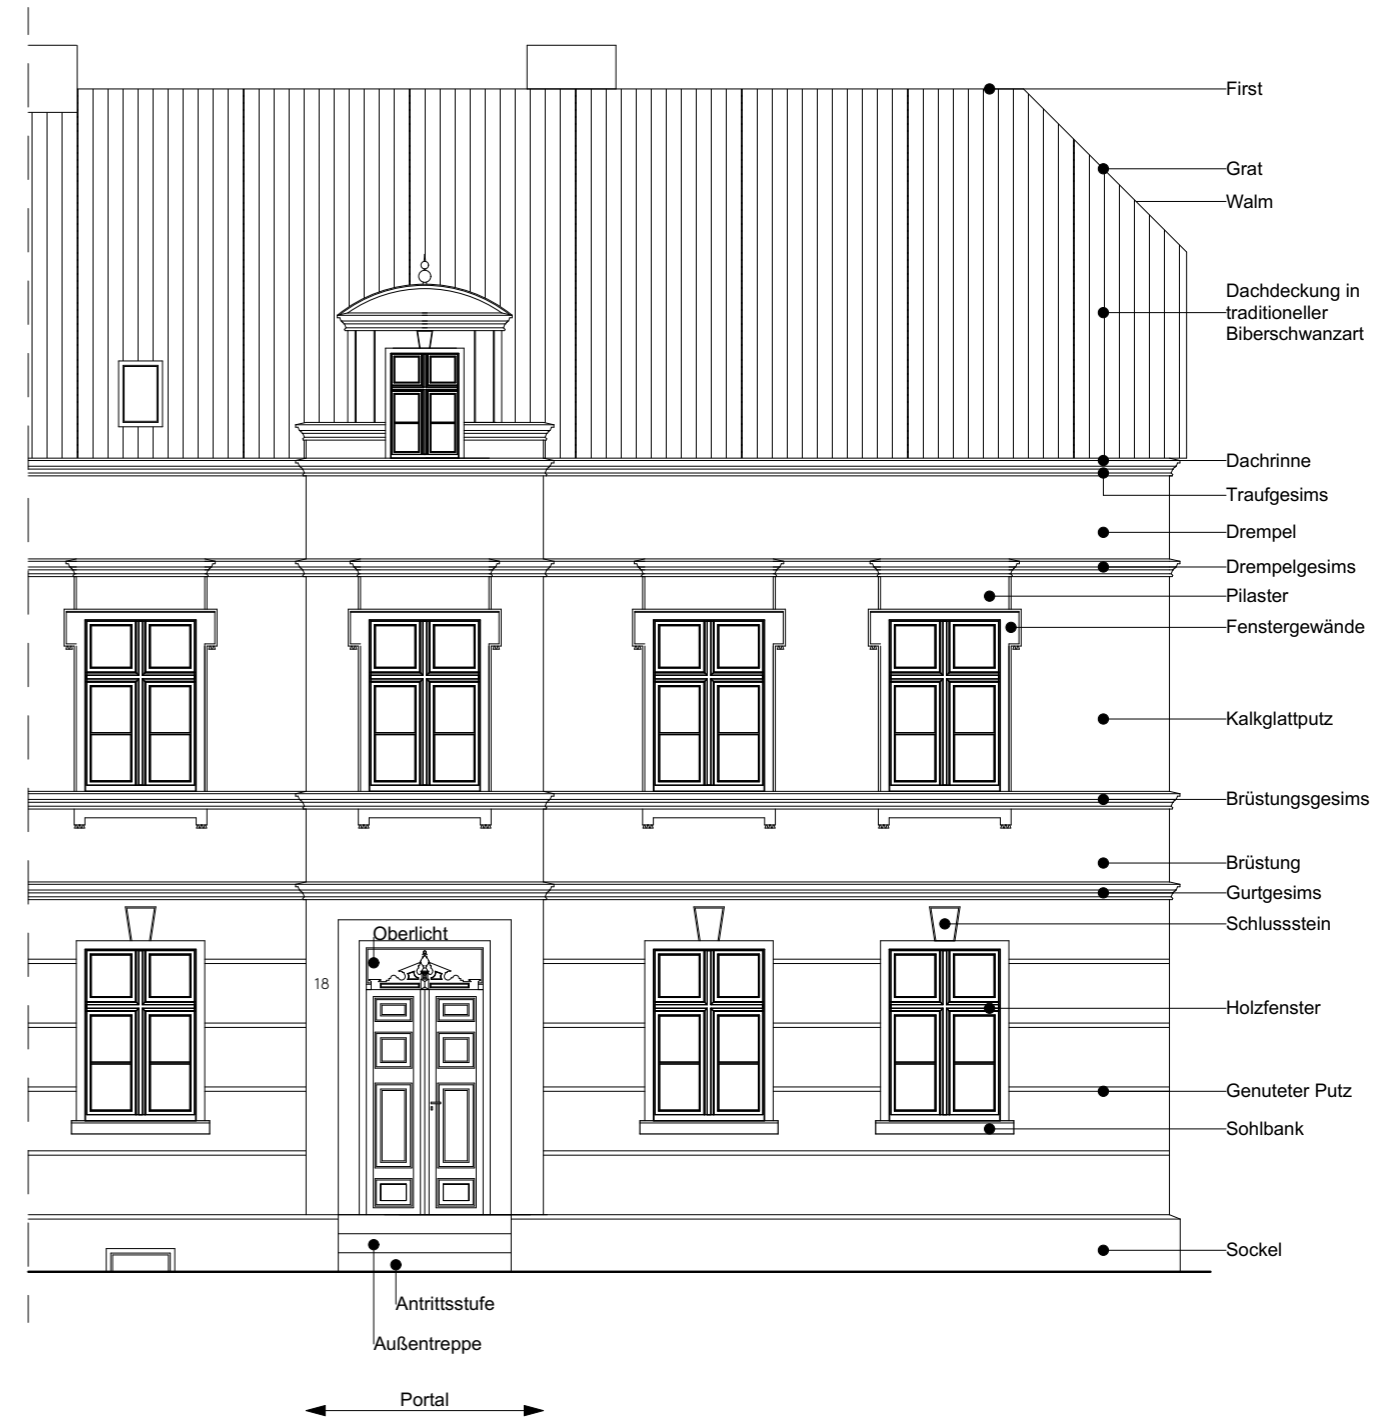 First
Grat
Walm
Dachdeckung in
traditioneller
Biberschwanzart
Dachrinne
Traufgesims
Drempel
Drempelgesims
Pilaster
Fenstergewände
Kalkglattputz
Brüstungsgesims
Brüstung
Gurtgesims
Schlussstein
Oberlicht
18
Holzfenster
Genuteter Putz
Sohlbank
Sockel
Antrittsstufe
Außentreppe
Portal